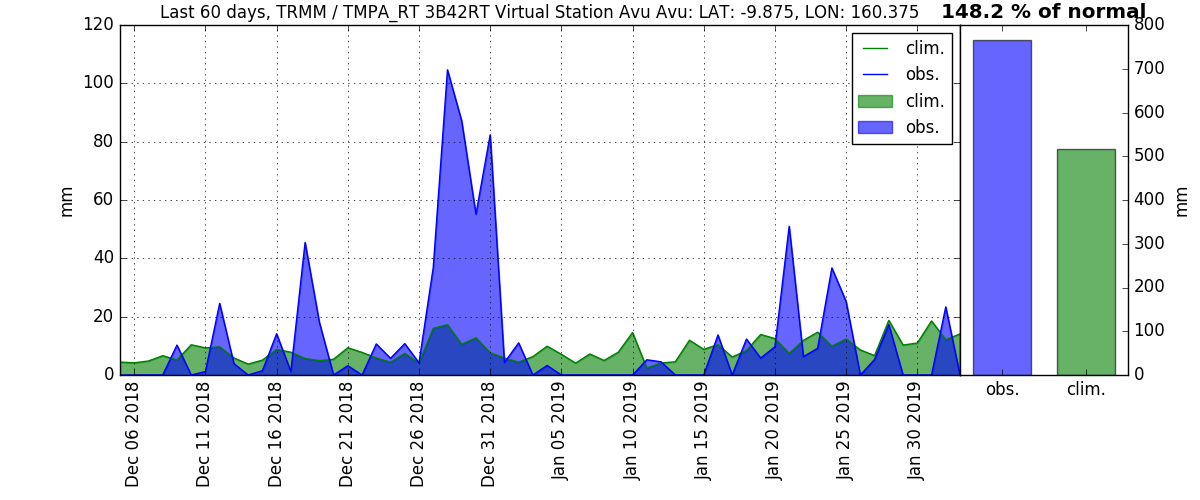 Last 60 days, TRMM / TMPA_RT 3B42RT Virtual Station Avu Avu: LAT: -9.875, LON: 160.375
148.2 % of normal
120
100
80
60
40
20
0
mm
clim.
obs.
clim.
obs.
800
700
600
500
400
300
200
100
0
mm
Dec 06 2018
Dec 11 2018
Dec 16 2018
Dec 21 2018
Dec 26 2018
Dec 31 2018
Jan 05 2019
Jan 10 2019
Jan 15 2019
Jan 20 2019
Jan 25 2019
Jan 30 2019
obs.
clim.